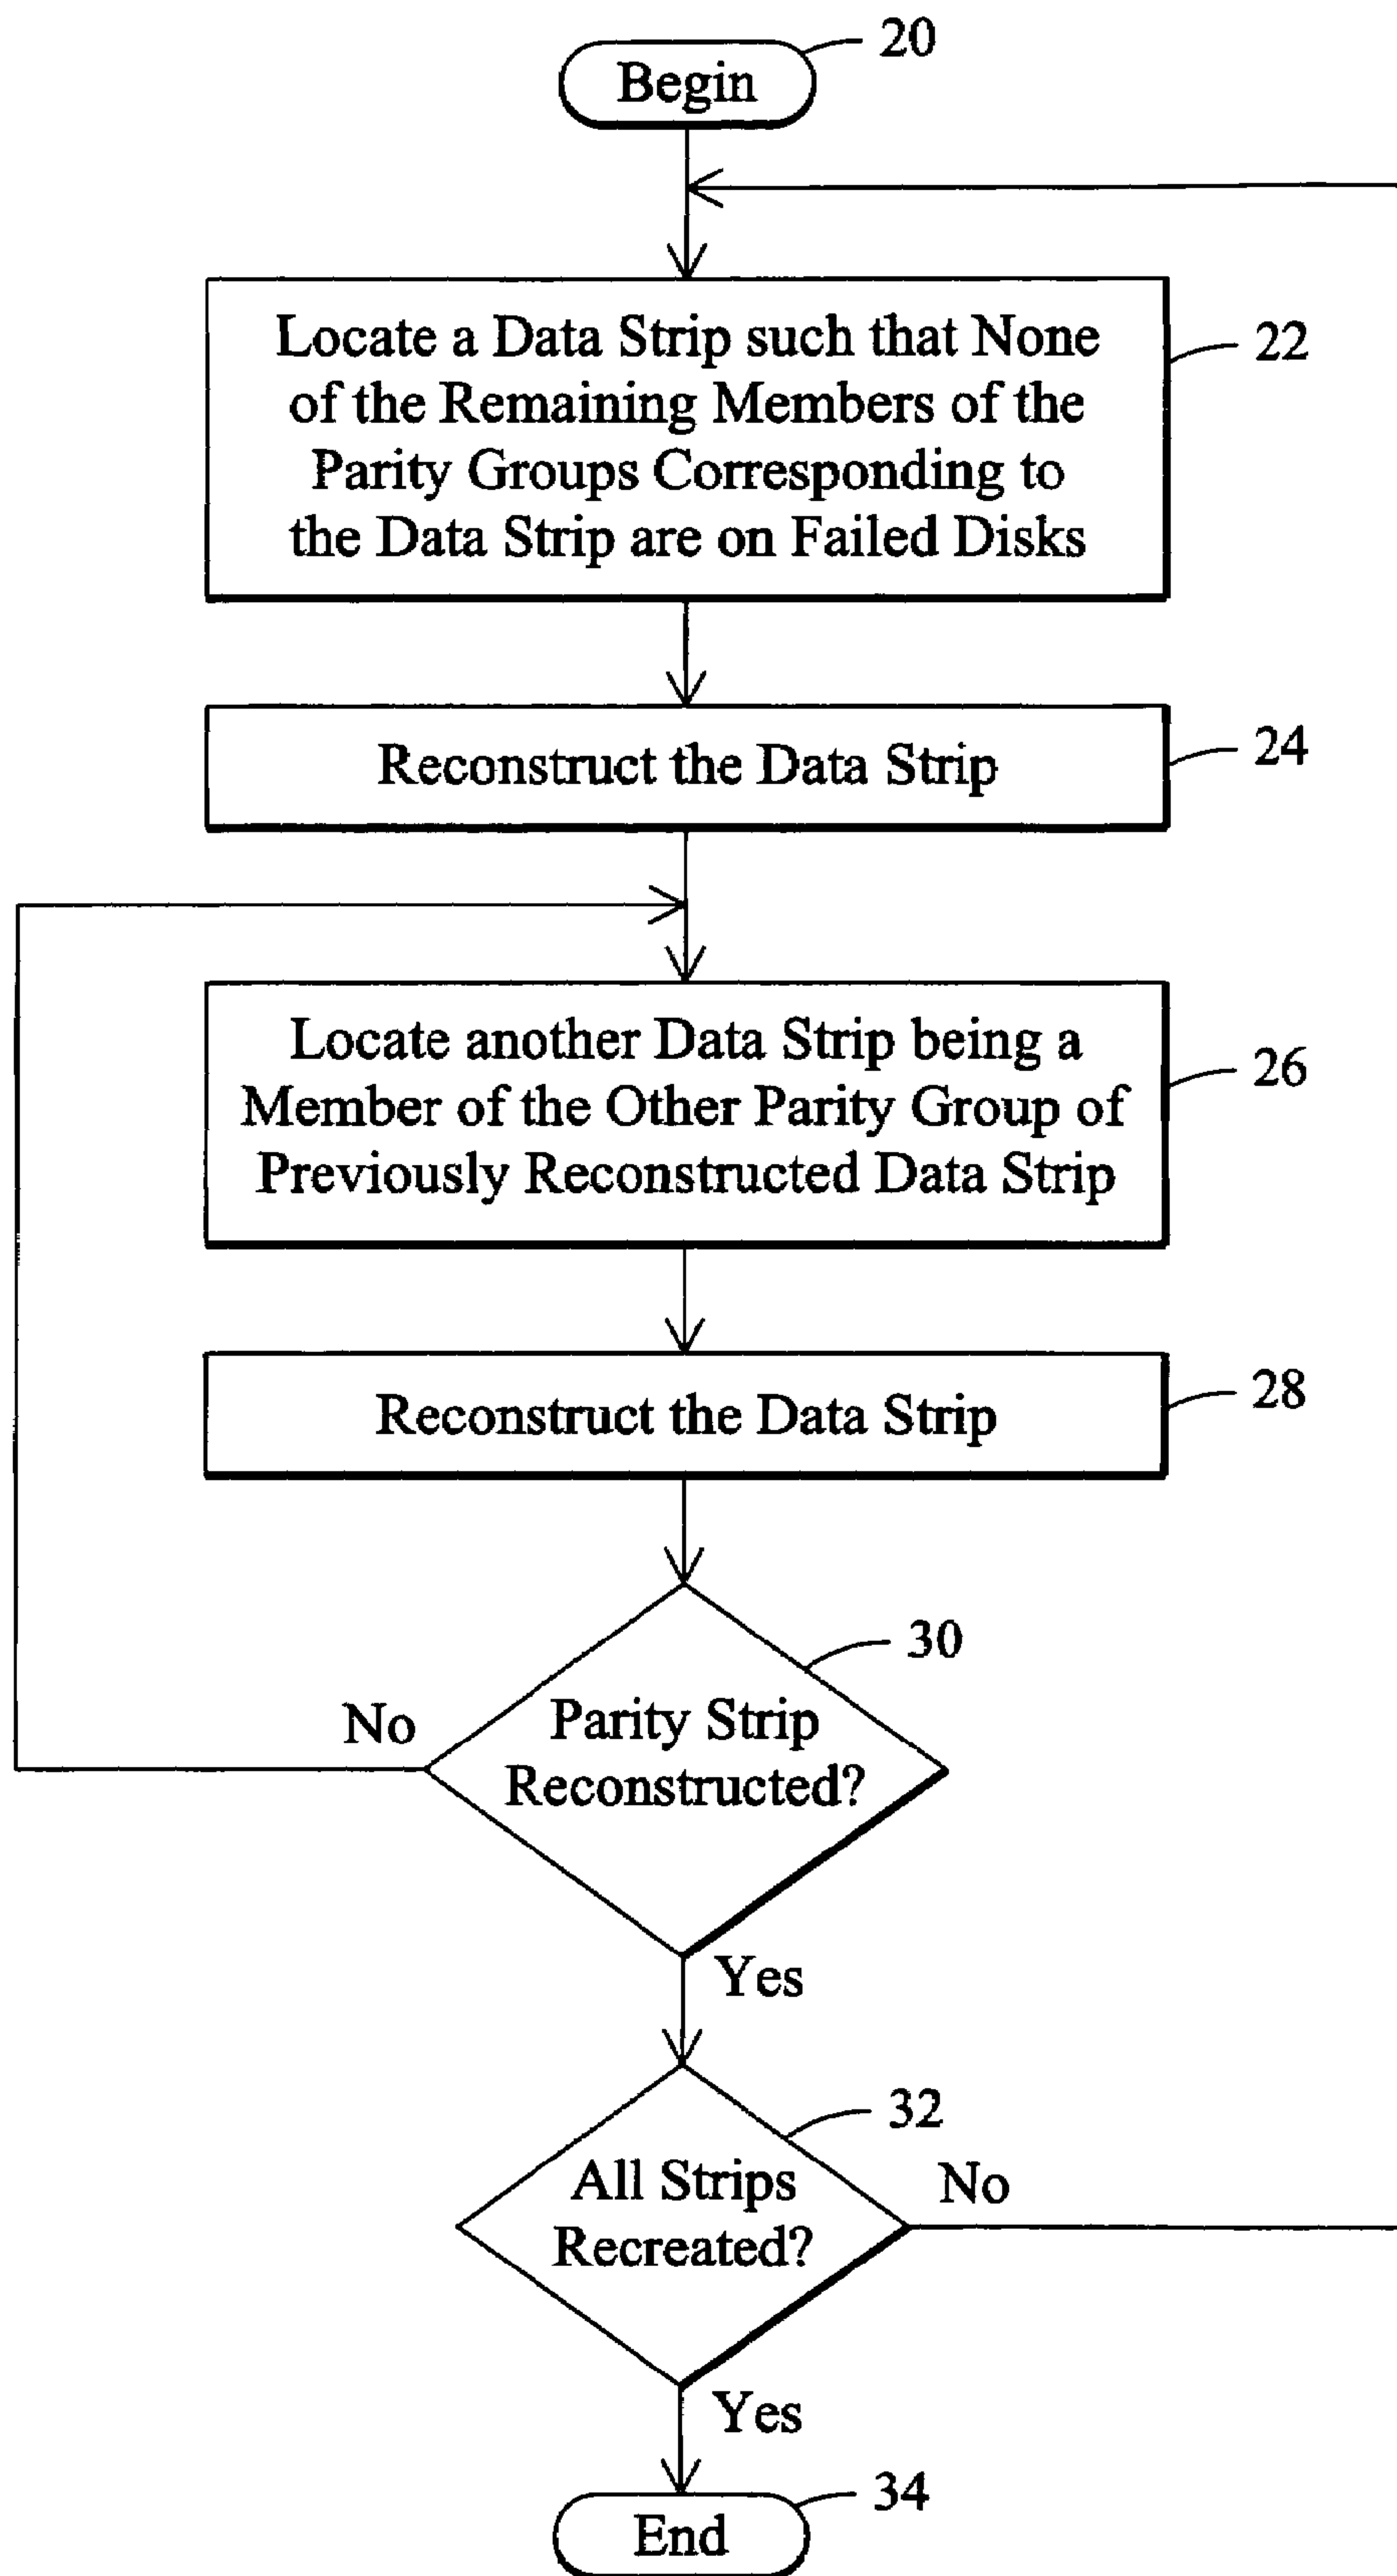 20
Begin
Locate a Data Strip such that None
of the Remaining Members of the
Parity Groups Corresponding to
the Data Strip are on Failed Disks
22
Reconstruct the Data Strip
24
Locate another Data Strip being a
Member of the Other Parity Group of
Previously Reconstructed Data Strip
26
Reconstruct the Data Strip
28
30
No
Parity Strip
Reconstructed?
Yes
32
All Strips
Recreated?
No
Yes
34
End